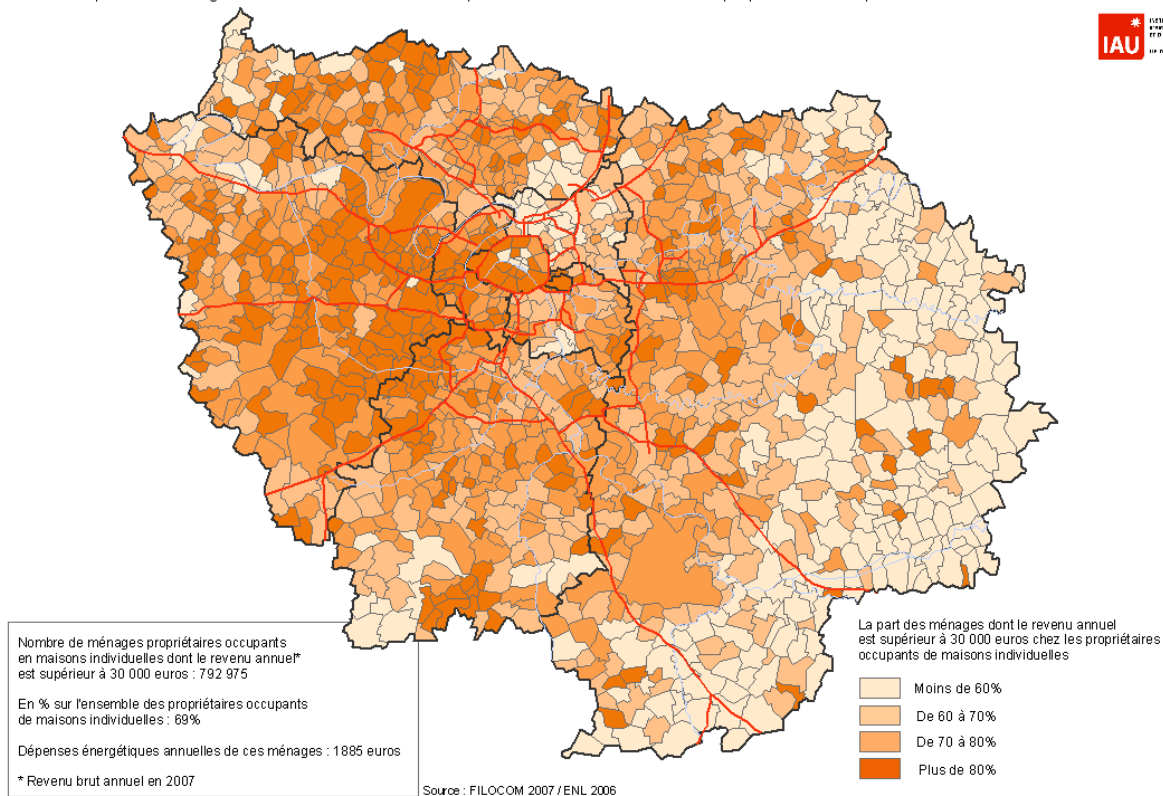 IAU
Nombre de ménages propriétaires occupants
en maisons individuelles dont le revenu annuel*
est supérieur à 30 000 euros : 792 975
En % sur l'ensemble des propriétaires occupants
de maisons individuelles : 69%
Dépenses énergétiques annuelles de ces ménages : 1885 euros
* Revenu brut annuel en 2007
Source : FILOCOM 2007 / ENL 2006
La part des ménages dont le revenu annuel
est supérieur à 30 000 euros chez les propriétaires
occupants de maisons individuelles
Moins de 60%
De 60 à 70%
De 70 à 80%
Plus de 80%